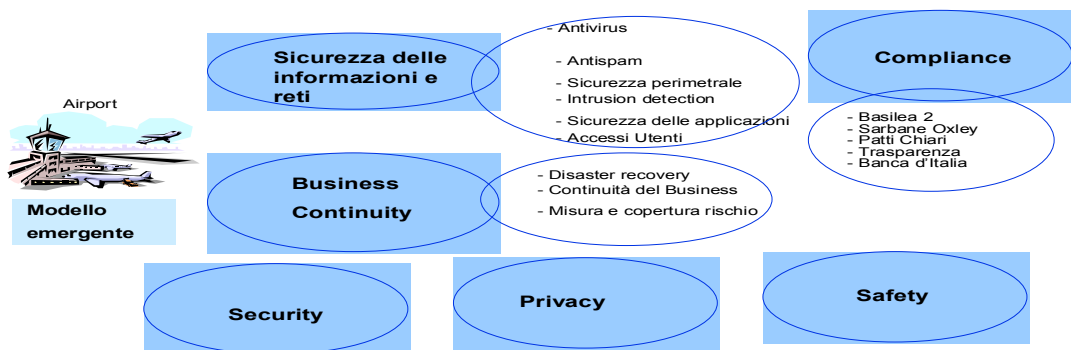 Airport
Modello
emergente
Sicurezza delle
informazioni e
reti
- Antivirus
- Antispam
- Sicurezza perimetrale
- Intrusion detection
- Sicurezza delle applicazioni
- Accessi Utenti
Compliance
- Basilea 2
- Sarbane Oxley
- Patti Chiari
- Trasparenza
- Banca d'Italia
Business
Continuity
- Disaster recovery
- Continuità del Business
- Misura e copertura rischio
Security
Privacy
Safety